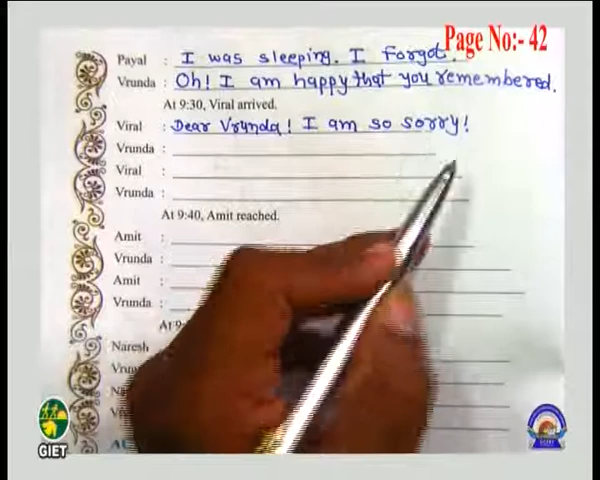 Page No:- 42
Payal : I was sleeping. I forgot.
Vrunda : Oh! I am happy that you remembered.
At 9:30, Viral arrived.
Viral : Dear Vrunda! I am so sorry!
Vrunda :
Viral :
Vrunda :
At 9:40, Amit reached.
Amit :
Vrunda :
Amit :
Vrunda :
At 9
Naresh
GIET